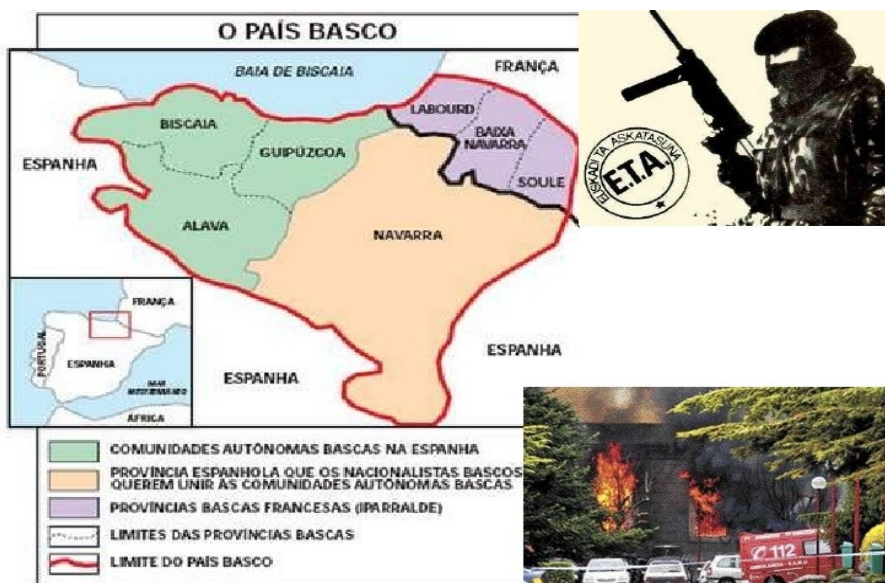 O PAÍS BASCO
BAIA DE BISCAIA
FRANÇA
LABOURD
BISCAIA
BAIXA
NAVARRA
GUIPÚZCOA
ESPANHA
SOULE
ALAVA
NAVARRA
FRANÇA
PORTUGAL
ESPANHA
MAR
MEDITERRÂNEO
ÁFRICA
ESPANHA
ESPANHA
COMUNIDADES AUTÔNOMAS BASCAS NA ESPANHA
PROVÍNCIA ESPANHOLA QUE OS NACIONALISTAS BASCOS
QUEREM UNIR ÀS COMUNIDADES AUTÔNOMAS BASCAS
PROVÍNCIAS BASCAS FRANCESAS (IPARRALDE)
LIMITES DAS PROVÍNCIAS BASCAS
LIMITE DO PAÍS BASCO
EUSKADI TA ASKATASUNA
E.T.A.
112